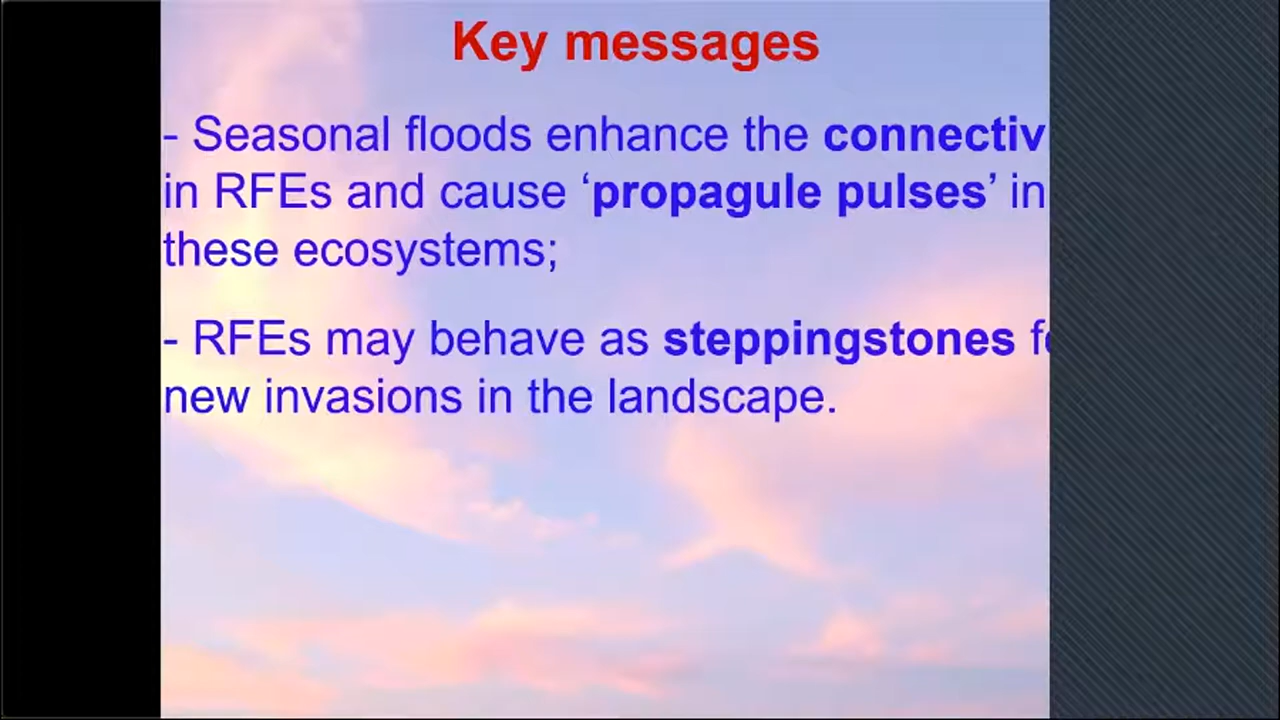 Key messages
- Seasonal floods enhance the connectiv
in RFEs and cause ‘propagule pulses’ in
these ecosystems;
- RFEs may behave as steppingstones
new invasions in the landscape.